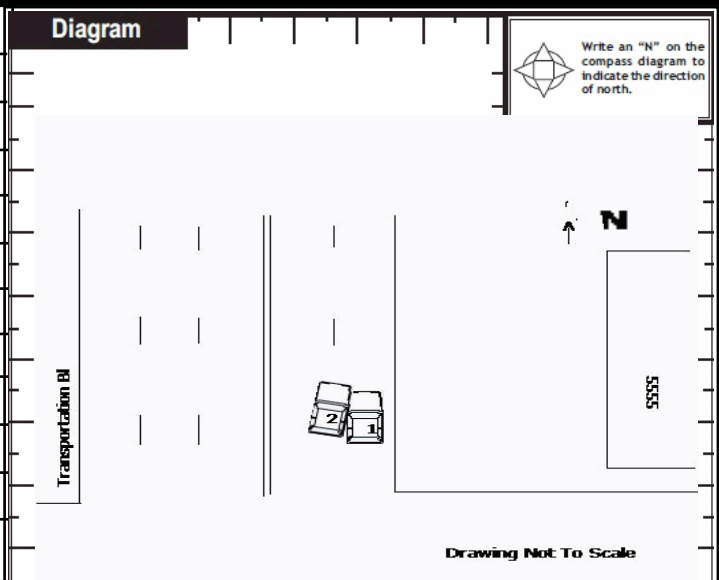 Diagram
Write an “N” on the
compass diagram to
indicate the direction
of north.
N
Transportation Bl
5555
2
1
Drawing Not To Scale